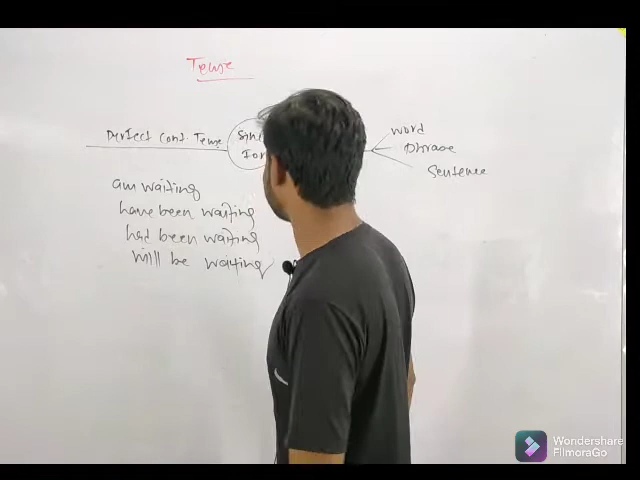 Tense
Perfect Cont. Tense
For
word
Phrase
Sentence
am waiting
have been waiting
had been waiting
will be waiting
Wondershare
FilmoraGo